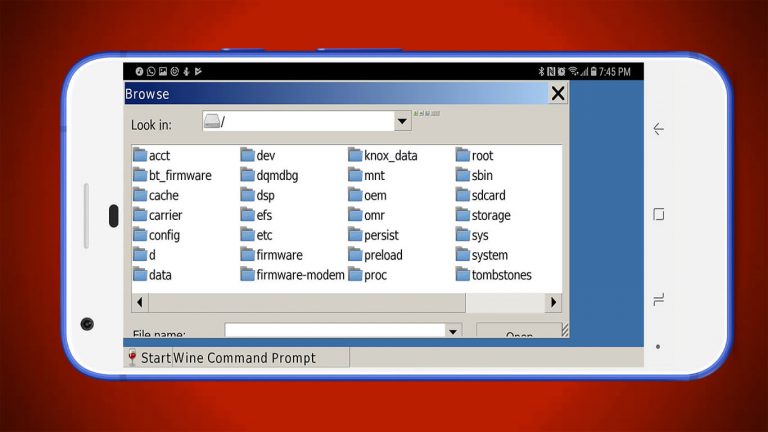 7:45 PM
Browse
Look in: /
acct dev knox_data root
bt_firmware dqmdbg mnt sbin
cache dsp oem sdcard
carrier efs omr storage
config etc persist sys
d firmware preload system
data firmware-modem proc tombstones
File name: Open
Start Wine Command Prompt